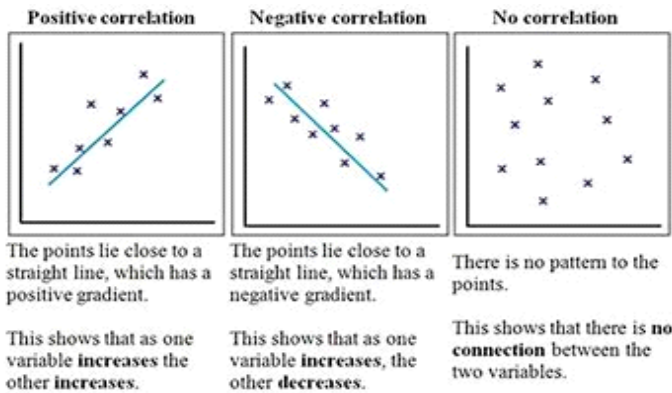 Positive correlation
Negative correlation
No correlation
The points lie close to a
straight line, which has a
positive gradient.
This shows that as one
variable increases the
other increases.
The points lie close to a
straight line, which has a
negative gradient.
This shows that as one
variable increases, the
other decreases.
There is no pattern to the
points.
This shows that there is no
connection between the
two variables.